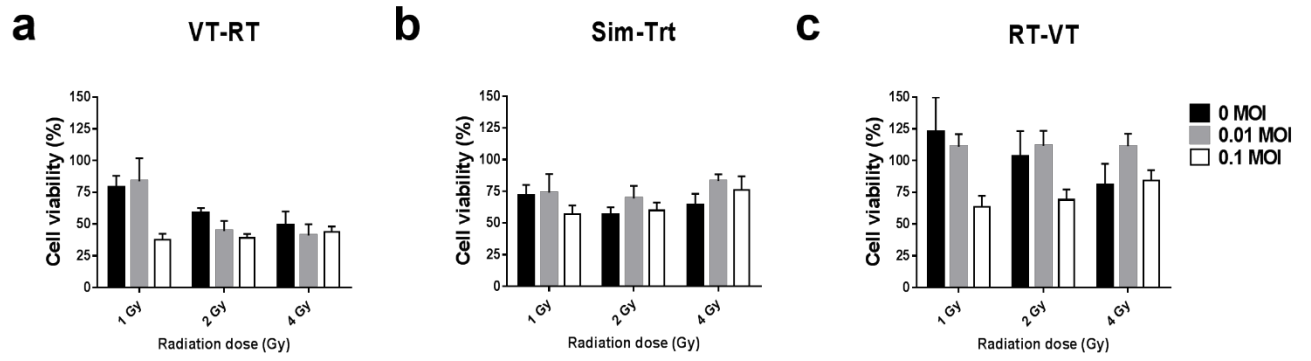 a
VT-RT
150
125
100
75
50
25
0
Cell viability (%)
1 Gy
2 Gy
4 Gy
Radiation dose (Gy)
b
Sim-Trt
150
125
100
75
50
25
0
Cell viability (%)
1 Gy
2 Gy
4 Gy
Radiation dose (Gy)
c
RT-VT
150
125
100
75
50
25
0
Cell viability (%)
1 Gy
2 Gy
4 Gy
Radiation dose (Gy)
0 MOI
0.01 MOI
0.1 MOI